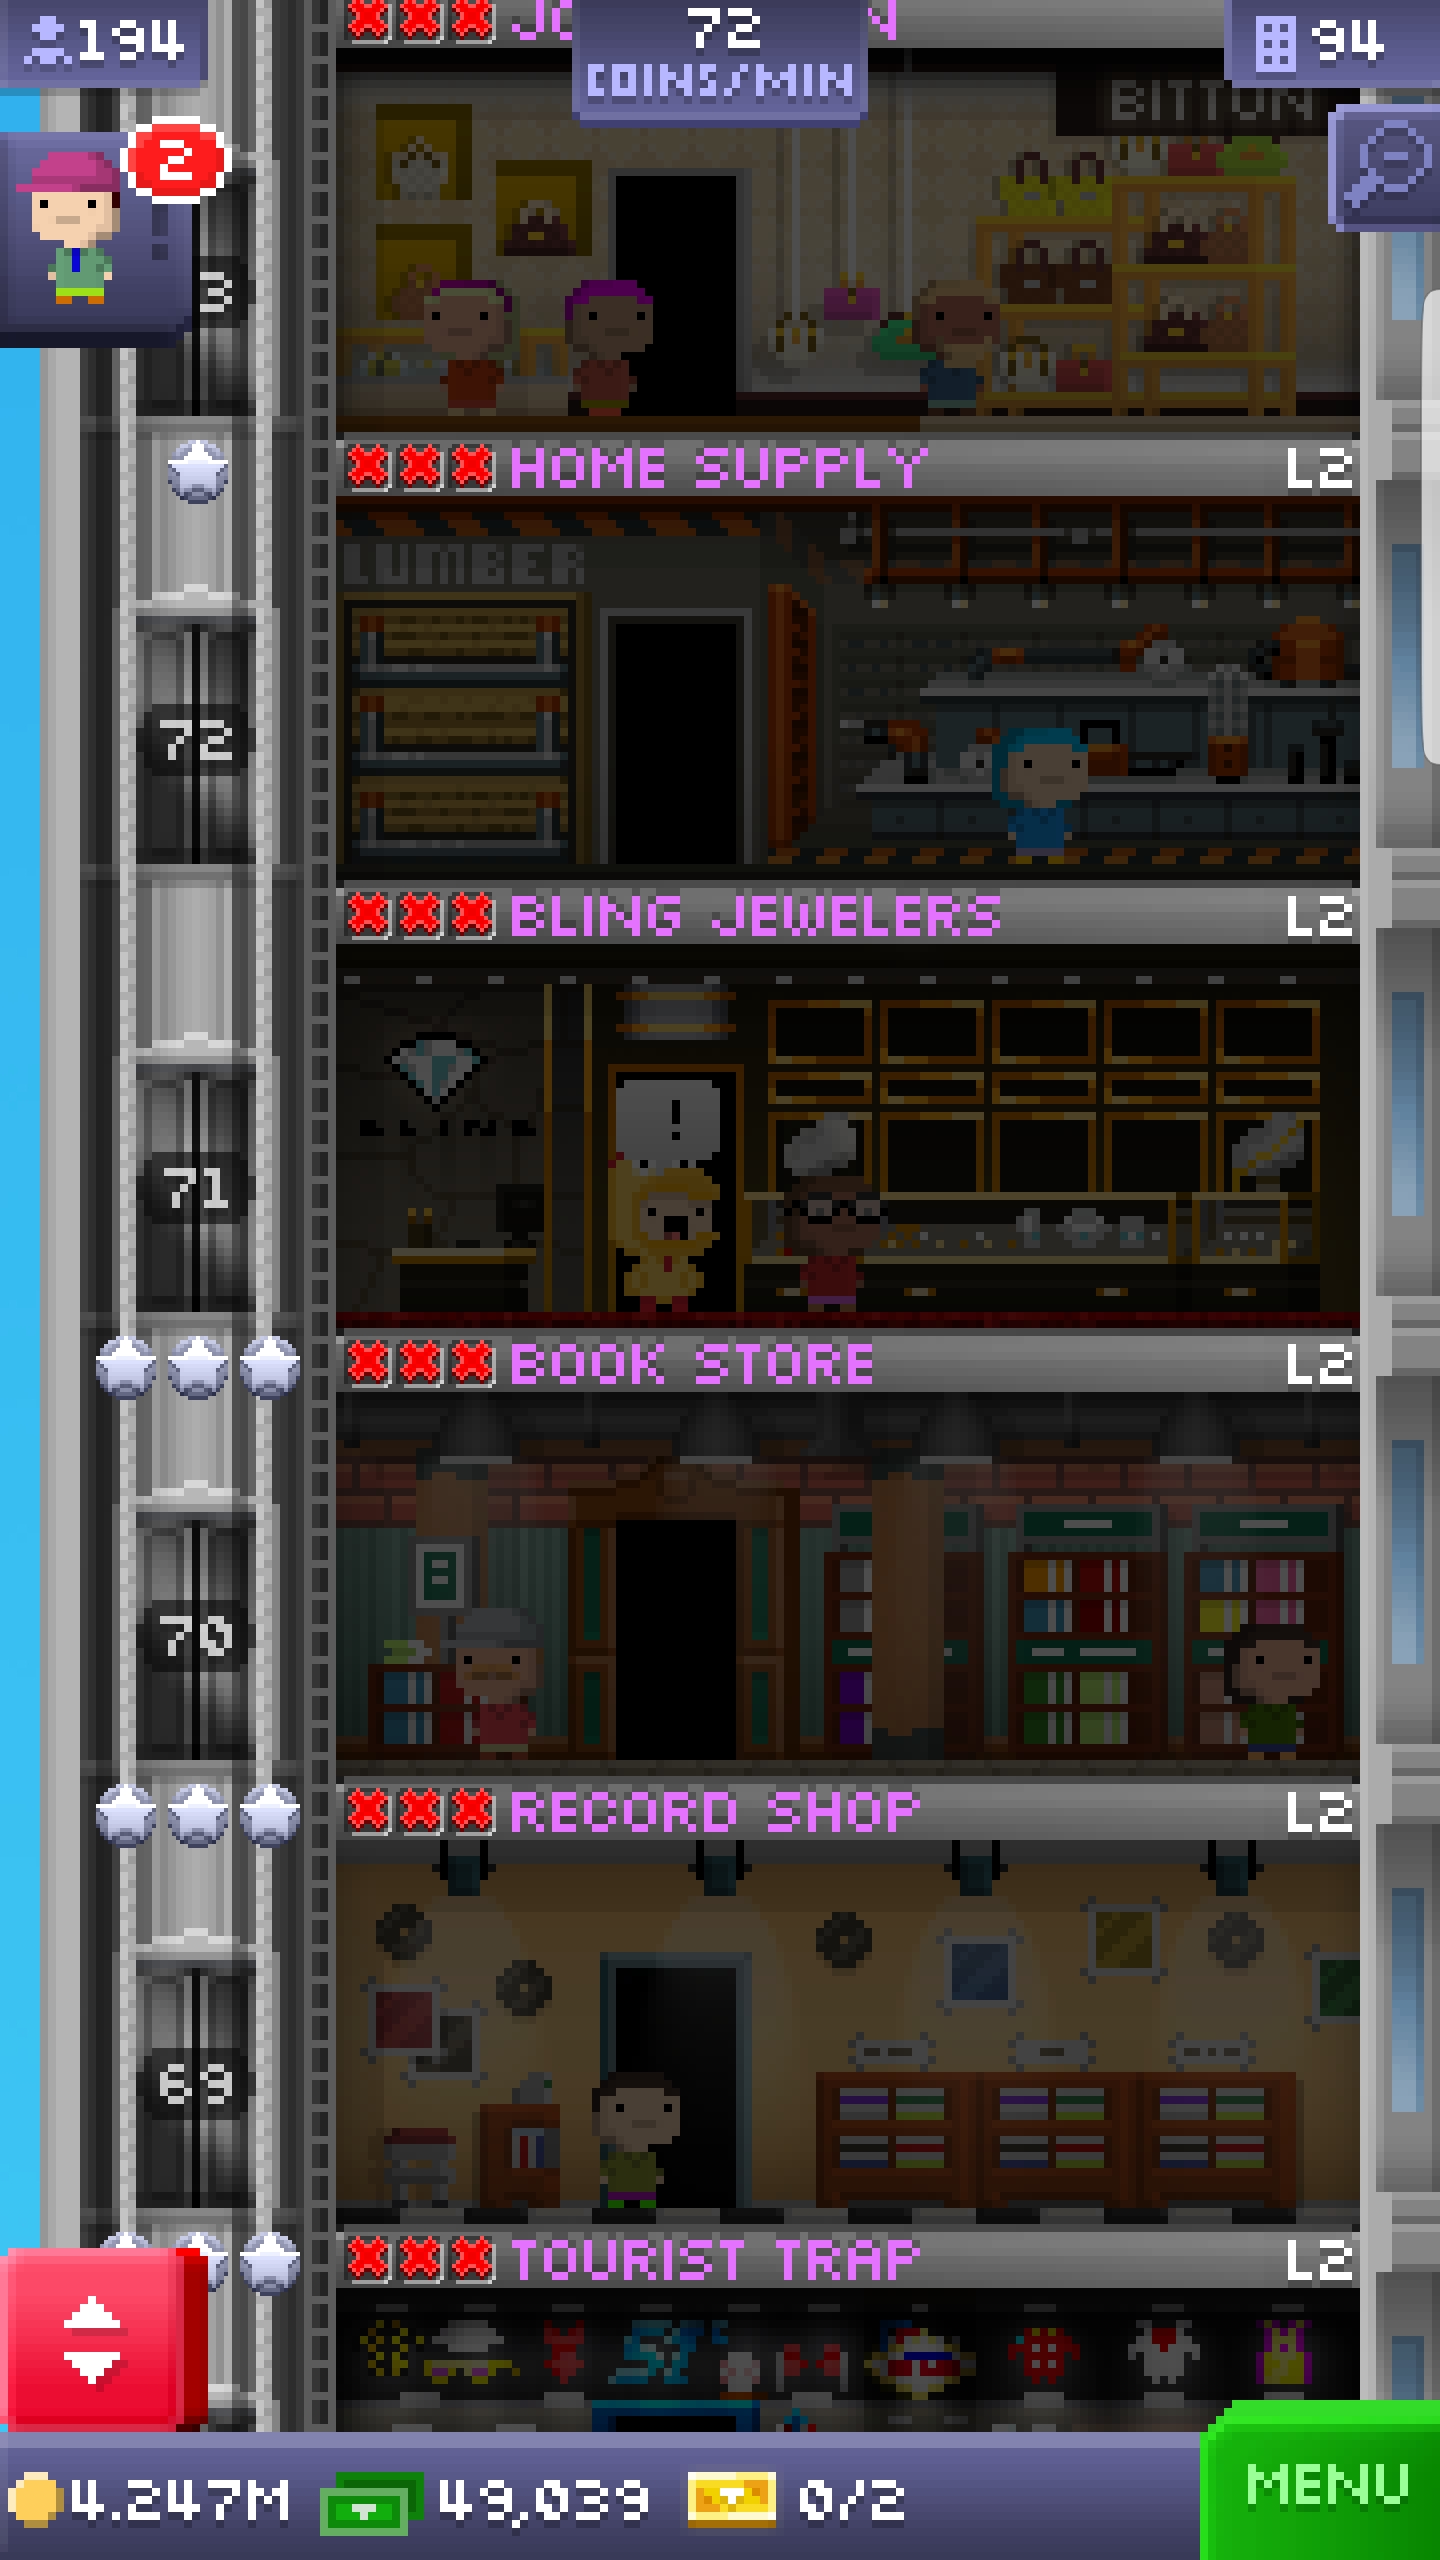 194
72
COINS/MIN
94
2
BITTON
3
HOME SUPPLY L2
LUMBER
72
BLING JEWELERS L2
BLING
!
71
BOOK STORE L2
70
RECORD SHOP L2
69
TOURIST TRAP L2
4.247M
49,039
0/2
MENU